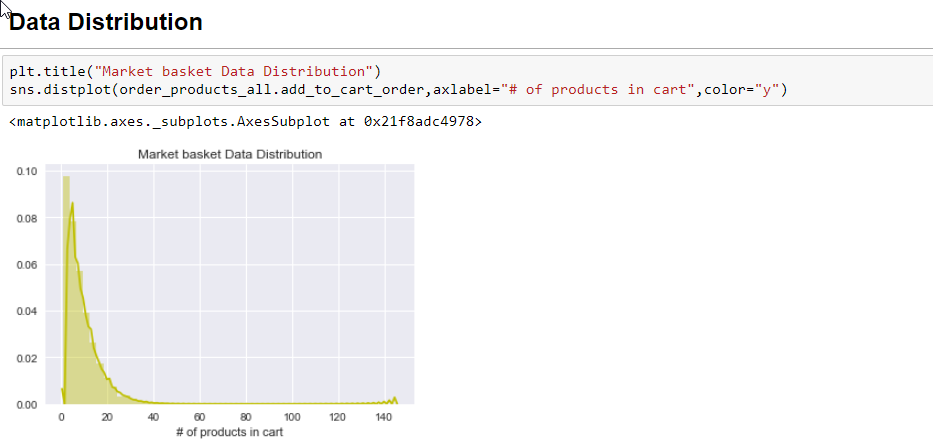 Data Distribution
plt.title("Market basket Data Distribution")
sns.distplot(order_products_all.add_to_cart_order,axlabel="# of products in cart",color="y")
<matplotlib.axes._subplots.AxesSubplot at 0x21f8adc4978>
Market basket Data Distribution
0.10
0.08
0.06
0.04
0.02
0.00
0 20 40 60 80 100 120 140
# of products in cart